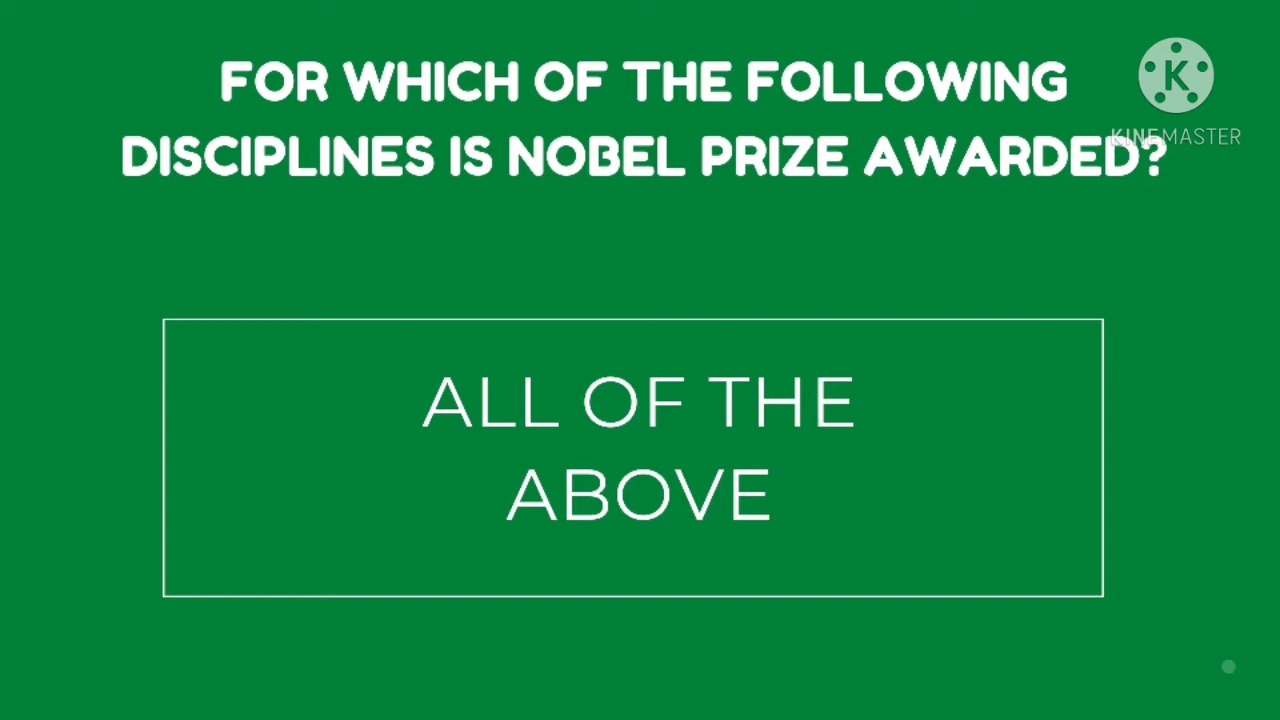 FOR WHICH OF THE FOLLOWING
DISCIPLINES IS NOBEL PRIZE AWARDED?
K
KINEMASTER
ALL OF THE
ABOVE